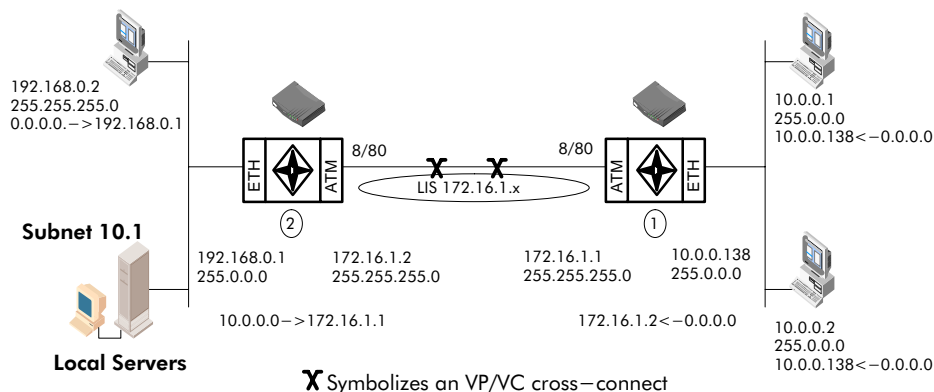 192.168.0.2
255.255.255.0
0.0.0.0.->192.168.0.1
10.0.0.1
255.0.0.0
10.0.0.138<-0.0.0.0
ETH
ATM
8/80
8/80
ATM
ETH
LIS 172.16.1.x
2
1
Subnet 10.1
192.168.0.1
255.0.0.0
172.16.1.2
255.255.255.0
172.16.1.1
255.255.255.0
10.0.0.138
255.0.0.0
10.0.0.0->172.16.1.1
172.16.1.2<-0.0.0.0
10.0.0.2
255.0.0.0
10.0.0.138<-0.0.0.0
Local Servers
X Symbolizes an VP/VC cross-connect